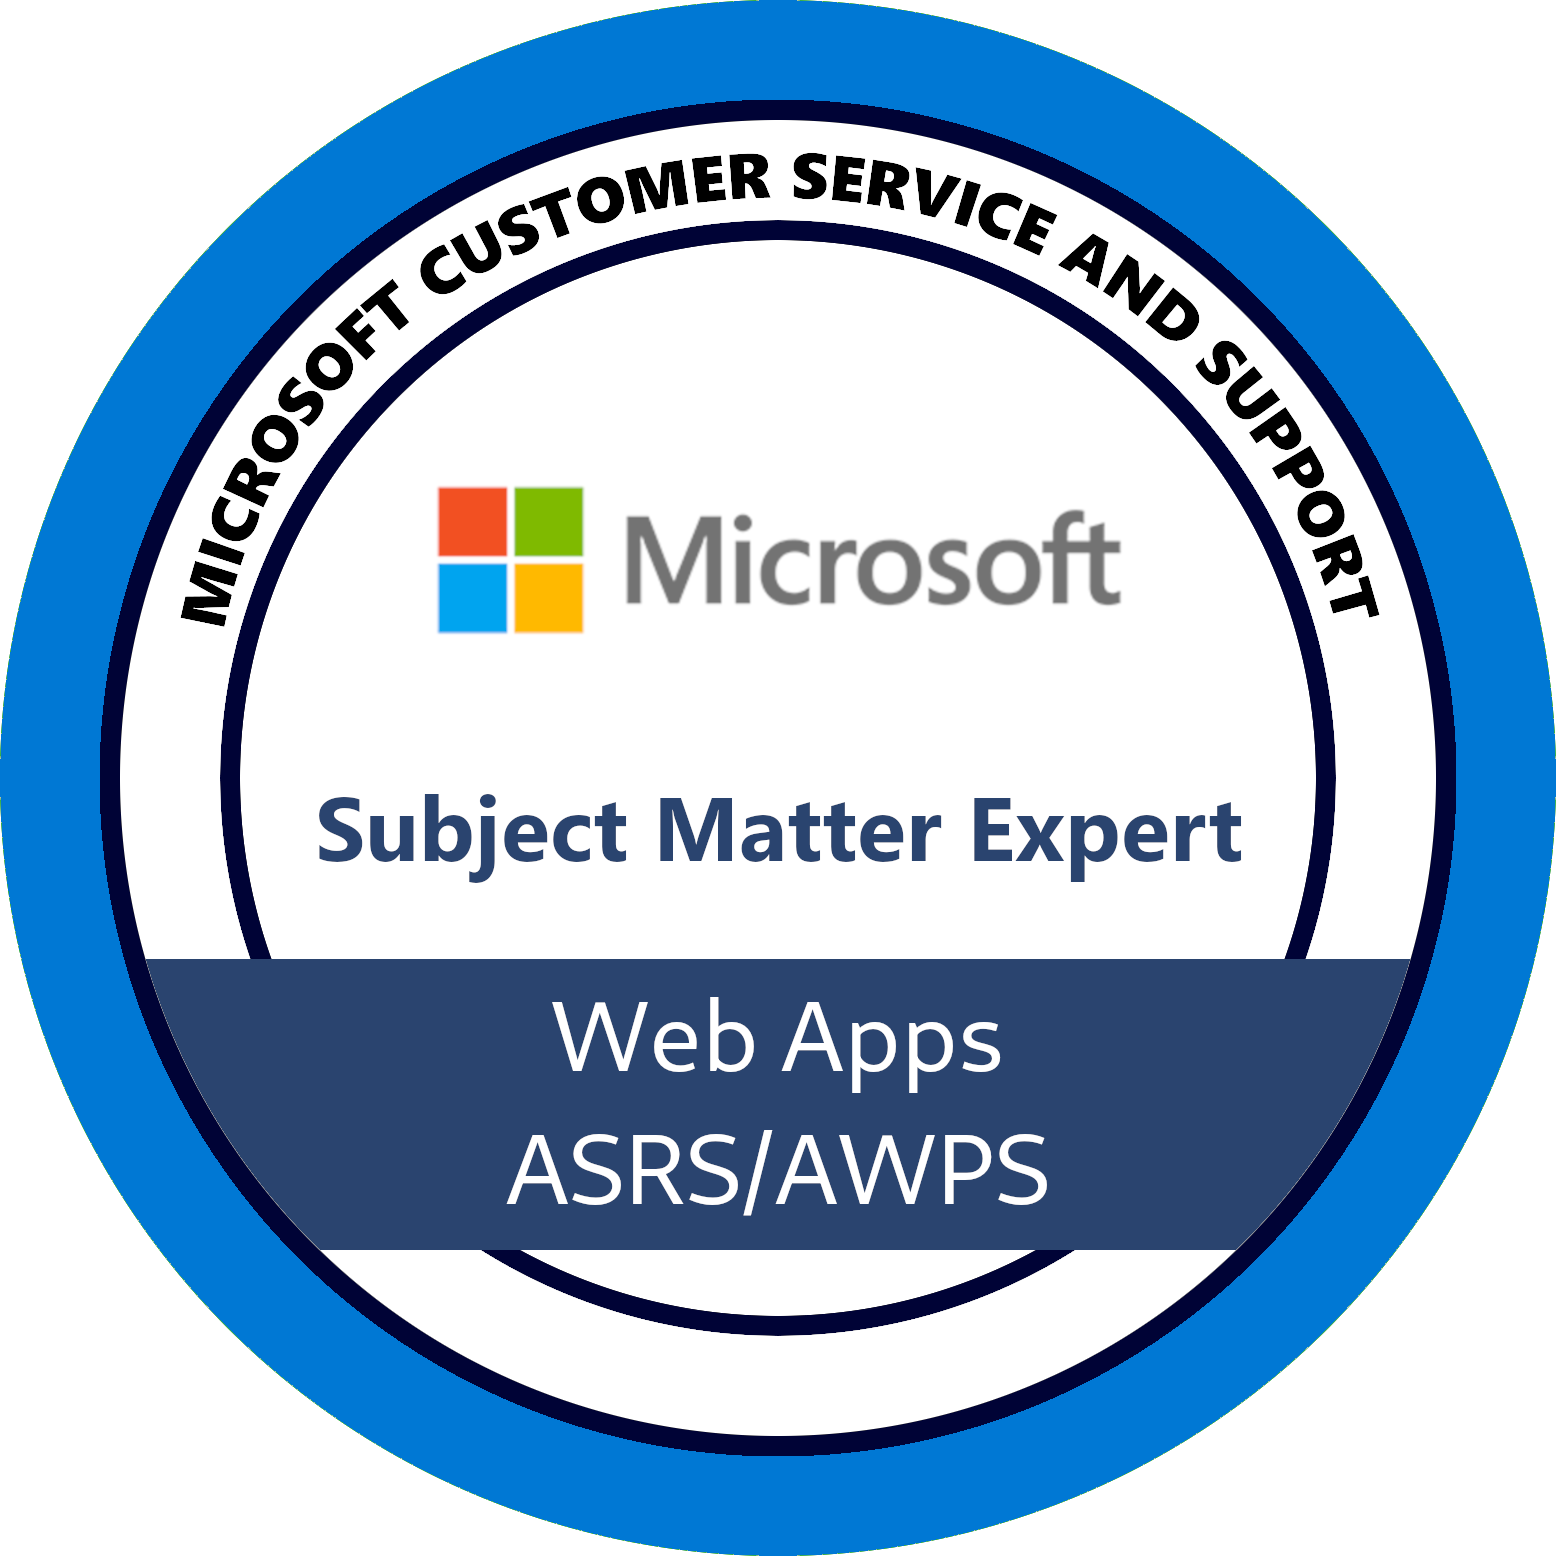 MICROSOFT CUSTOMER SERVICE AND SUPPORT
Microsoft
Subject Matter Expert
Web Apps
ASRS/AWPS